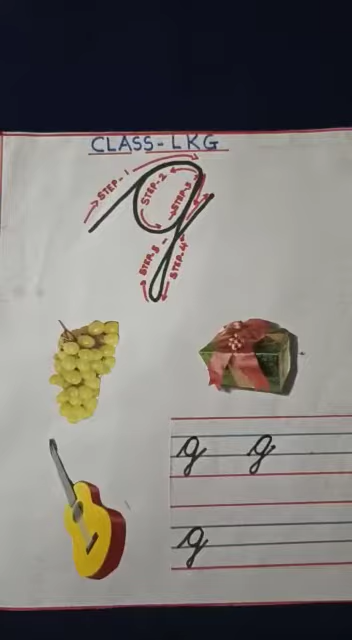 CLASS-LKG
STEP-1
STEP-2
STEP-3
STEP-4
STEP-5
g
g g
g